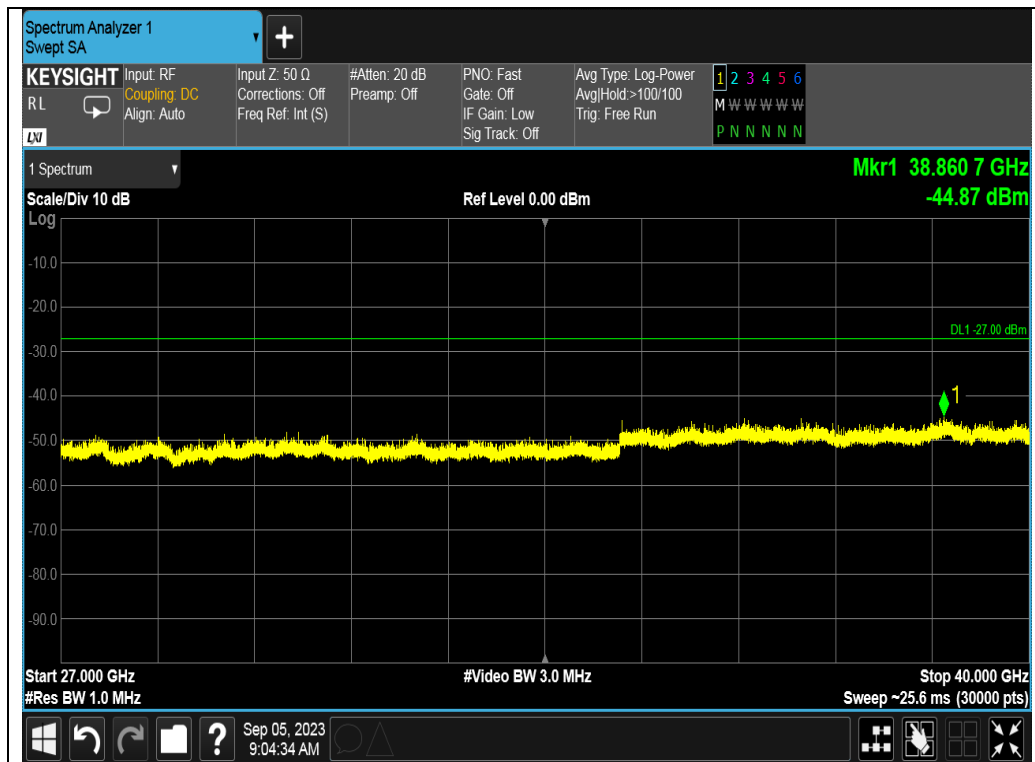 Spectrum Analyzer 1
Swept SA
+
KEYSIGHT
RL
LXI
Input: RF
Coupling: DC
Align: Auto
Input Z: 50 Ω
Corrections: Off
Freq Ref: Int (S)
#Atten: 20 dB
Preamp: Off
PNO: Fast
Gate: Off
IF Gain: Low
Sig Track: Off
Avg Type: Log-Power
Avg|Hold:>100/100
Trig: Free Run
1 2 3 4 5 6
M W W W W W
P N N N N N
1 Spectrum
Mkr1 38.860 7 GHz
-44.87 dBm
Scale/Div 10 dB
Ref Level 0.00 dBm
Log
-10.0
-20.0
DL1 -27.00 dBm
-30.0
-40.0
1
-50.0
-60.0
-70.0
-80.0
-90.0
Start 27.000 GHz
#Video BW 3.0 MHz
Stop 40.000 GHz
#Res BW 1.0 MHz
Sweep ~25.6 ms (30000 pts)
?
Sep 05, 2023
9:04:34 AM